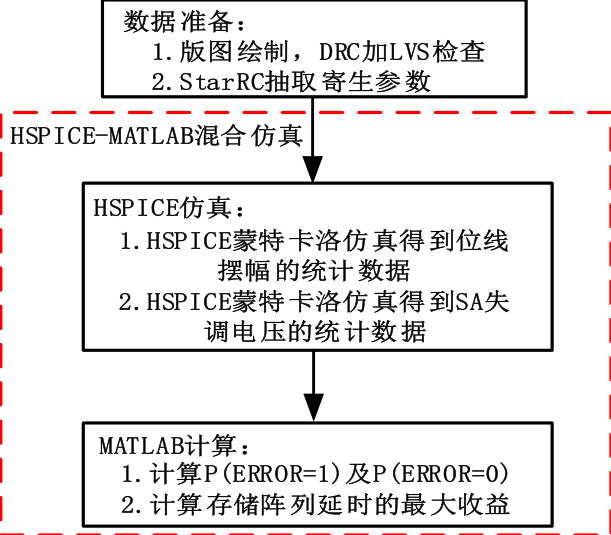 数据准备：
1.版图绘制，DRC加LVS检查
2.StarRC抽取寄生参数
HSPICE-MATLAB混合仿真
HSPICE仿真：
1.HSPICE蒙特卡洛仿真得到位线
摆幅的统计数据
2.HSPICE蒙特卡洛仿真得到SA失
调电压的统计数据
MATLAB计算：
1.计算P(ERROR=1)及P(ERROR=0)
2.计算存储阵列延时的最大收益